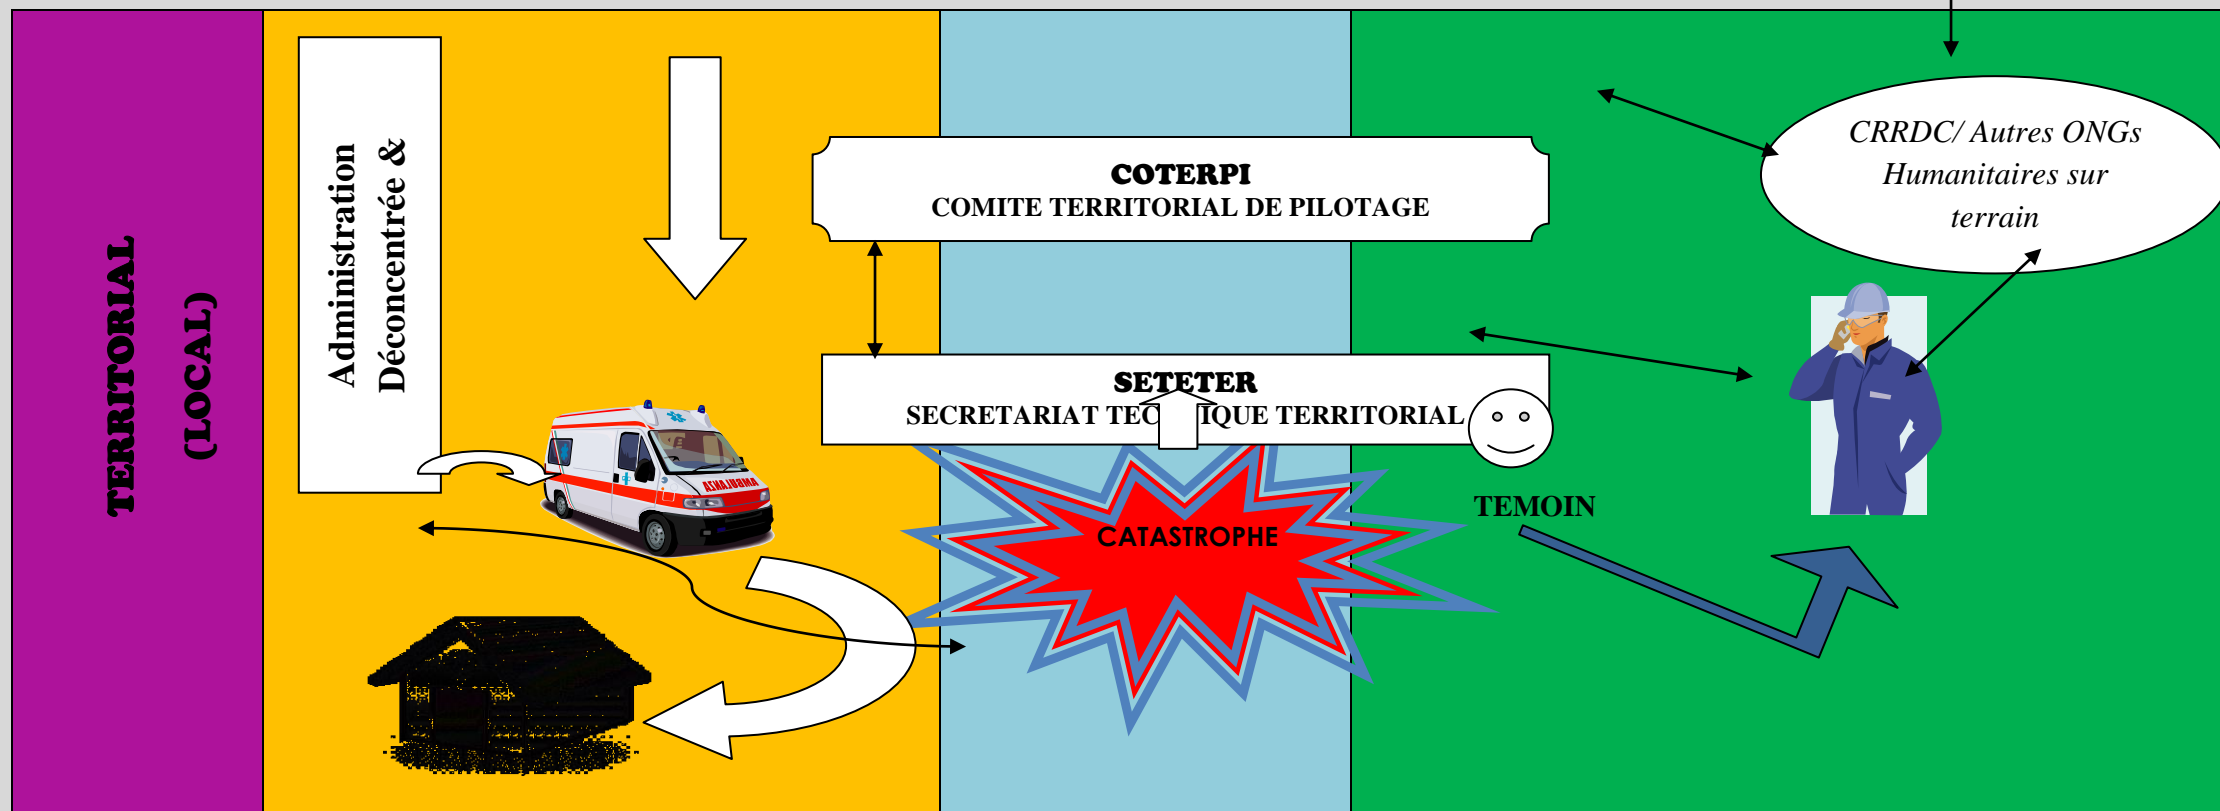 TERRITORIAL
(LOCAL)
Administration
Déconcentrée &
COTERPI
COMITE TERRITORIAL DE PILOTAGE
SETETER
SECRETARIAT TEC IQUE TERRITORIAL
AMBULANZA
CATASTROPHE
TEMOIN
CRRDC/ Autres ONGs
Humanitaires sur
terrain